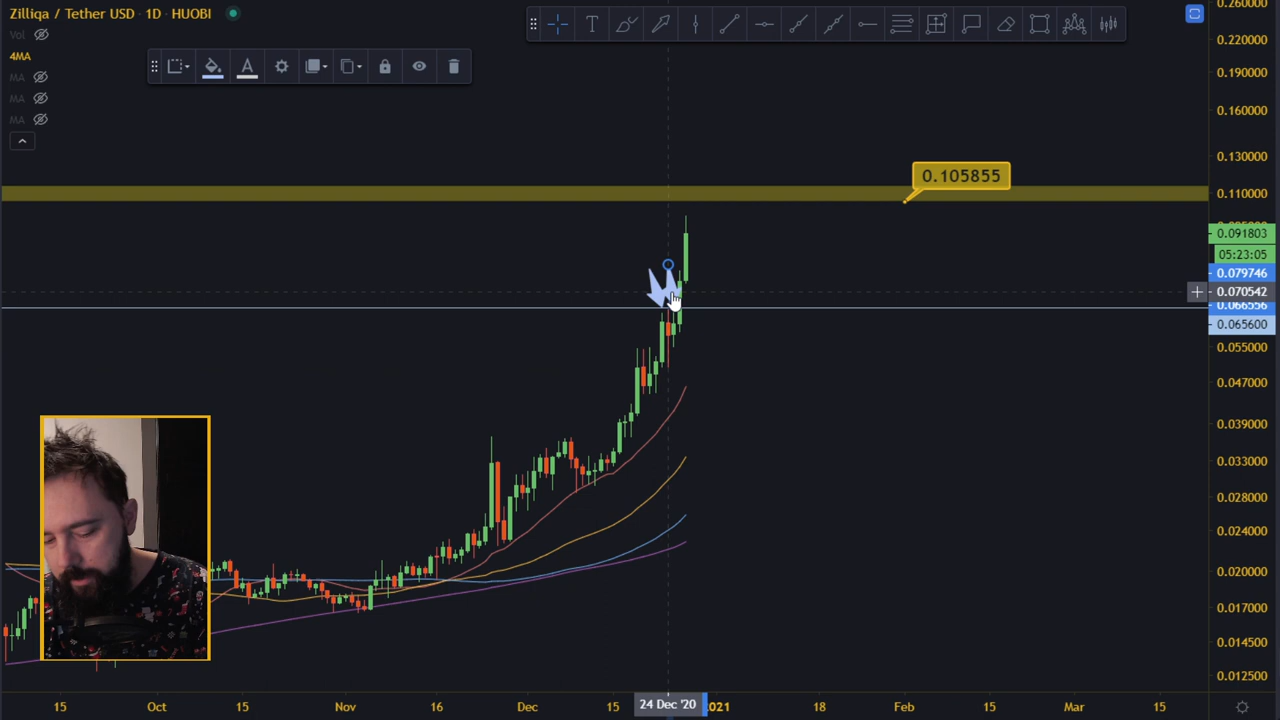 Zilliqa / Tether USD · 1D · HUOBI
Vol
4MA
MA
MA
MA
T
A
0.105855
0.260000
0.220000
0.190000
0.160000
0.130000
0.110000
0.091803
05:23:05
0.079746
0.070542
0.066556
0.065600
0.055000
0.047000
0.039000
0.033000
0.028000
0.024000
0.020000
0.017000
0.014500
0.012500
15 Oct 15 Nov 16 Dec 15 24 Dec '20 2021 18 Feb 15 Mar 15